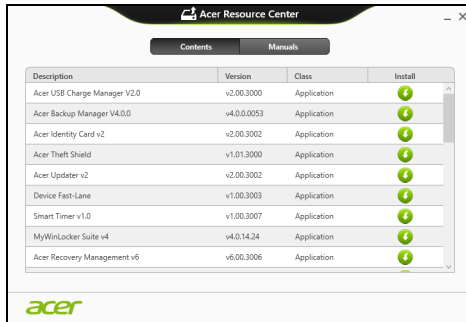 Acer Resource Center
Contents Manuals
Description Version Class Install
Acer USB Charge Manager V2.0 v2.00.3000 Application
Acer Backup Manager V4.0.0 v4.0.0.0053 Application
Acer Identity Card v2 v2.00.3002 Application
Acer Theft Shield v1.01.3000 Application
Acer Updater v2 v2.00.3002 Application
Device Fast-Lane v1.00.3003 Application
Smart Timer v1.0 v1.00.3007 Application
MyWinLocker Suite v4 v4.0.14.24 Application
Acer Recovery Management v6 v6.00.3006 Application
acer